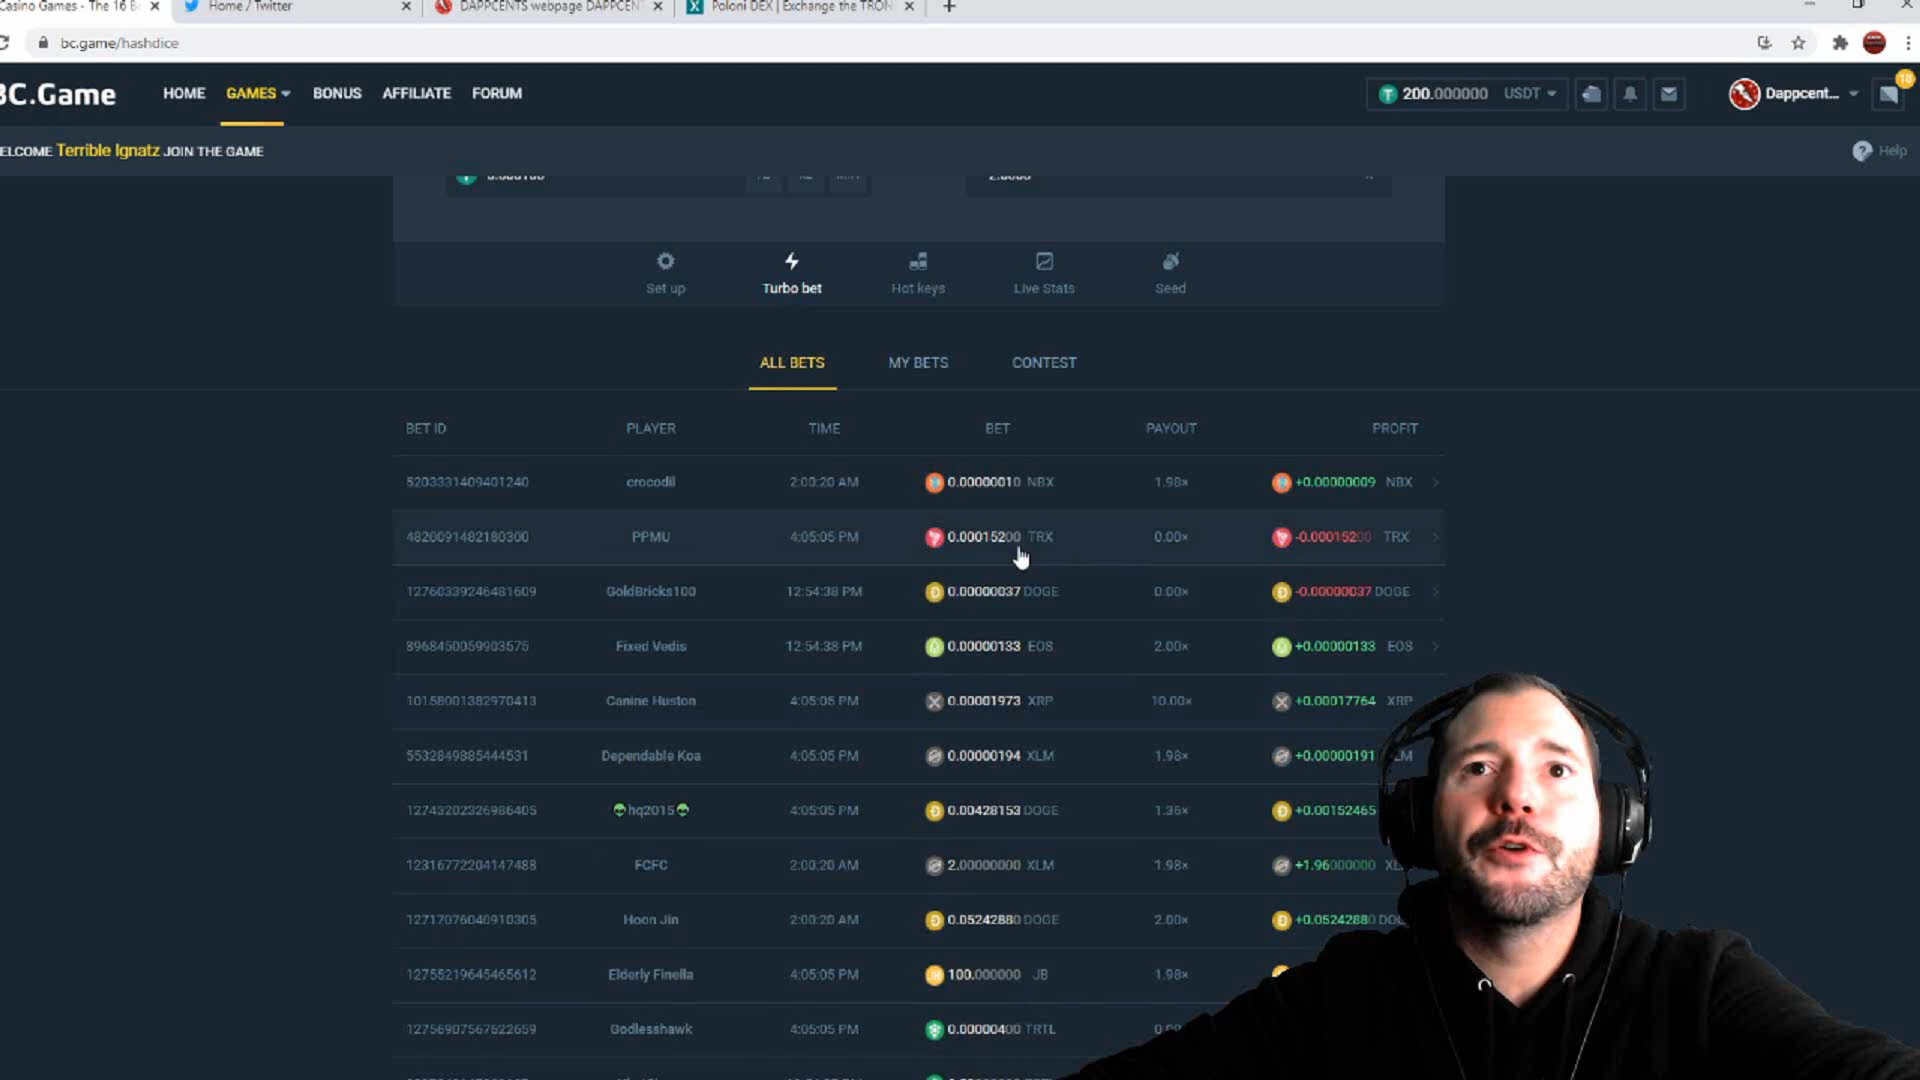 Casino Games - The 16 B
Home / Twitter
DAPPCENTS webpage DAPPCENT
Poloni DEX | Exchange the TRON
bc.game/hashdice
BC.Game
HOME
GAMES
BONUS
AFFILIATE
FORUM
200.000000 USDT
Dappcent...
18
ELCOME Terrible Ignatz JOIN THE GAME
Help
Set up
Turbo bet
Hot keys
Live Stats
Seed
ALL BETS
MY BETS
CONTEST
BET ID PLAYER TIME BET PAYOUT PROFIT
5203331409401240 crocodil 2:00:20 AM 0.00000010 NBX 1.98× +0.00000009 NBX
4820091482180300 PPMU 4:05:05 PM 0.00015200 TRX 0.00× -0.00015200 TRX
12760339246481609 GoldBricks100 12:54:38 PM 0.00000037 DOGE 0.00× -0.00000037 DOGE
8968450059903575 Fixed Vedis 12:54:38 PM 0.00000133 EOS 2.00× +0.00000133 EOS
10158001382970413 Canine Huston 4:05:05 PM 0.00001973 XRP 10.00× +0.00017764 XRP
5532849885444531 Dependable Koa 4:05:05 PM 0.00000194 XLM 1.98× +0.00000191 LM
12743202326986405 👽hq2015👽 4:05:05 PM 0.00428153 DOGE 1.36× +0.00152465
12316772204147488 FCFC 2:00:20 AM 2.00000000 XLM 1.98× +1.96000000 XL
12717076040910305 Hoon Jin 2:00:20 AM 0.05242880 DOGE 2.00× +0.05242880 DO
12755219645465612 Elderly Finella 4:05:05 PM 100.000000 JB 1.98×
12756907567622659 Godlesshawk 4:05:05 PM 0.00000400 TRTL